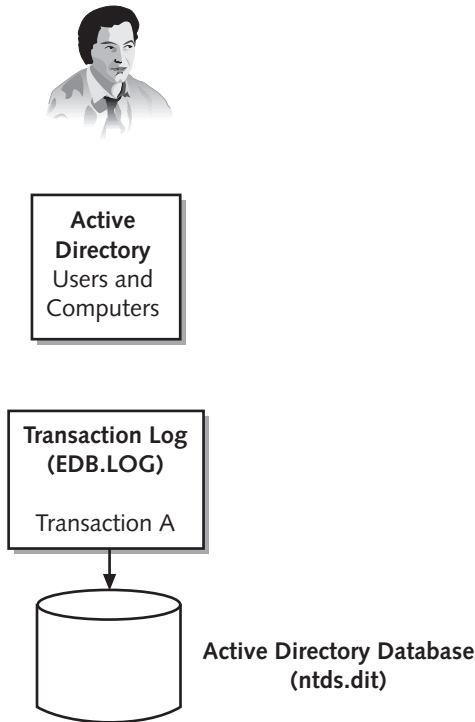 Active
Directory
Users and
Computers
Transaction Log
(EDB.LOG)
Transaction A
Active Directory Database
(ntds.dit)